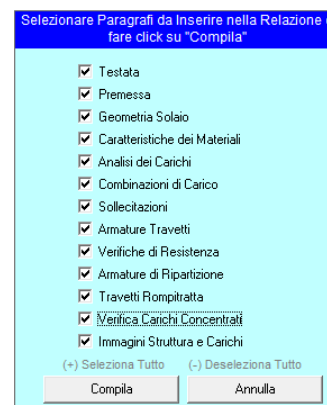 Selezionare Paragrafi da Inserire nella Relazione
fare click su "Compila"
Testata
Premessa
Geometria Solaio
Caratteristiche dei Materiali
Analisi dei Carichi
Combinazioni di Carico
Sollecitazioni
Armature Travetti
Verifiche di Resistenza
Armature di Ripartizione
Travetti Rompitratta
Verifica Carichi Concentrati
Immagini Struttura e Carichi
(+) Seleziona Tutto (-) Deseleziona Tutto
Compila Annulla